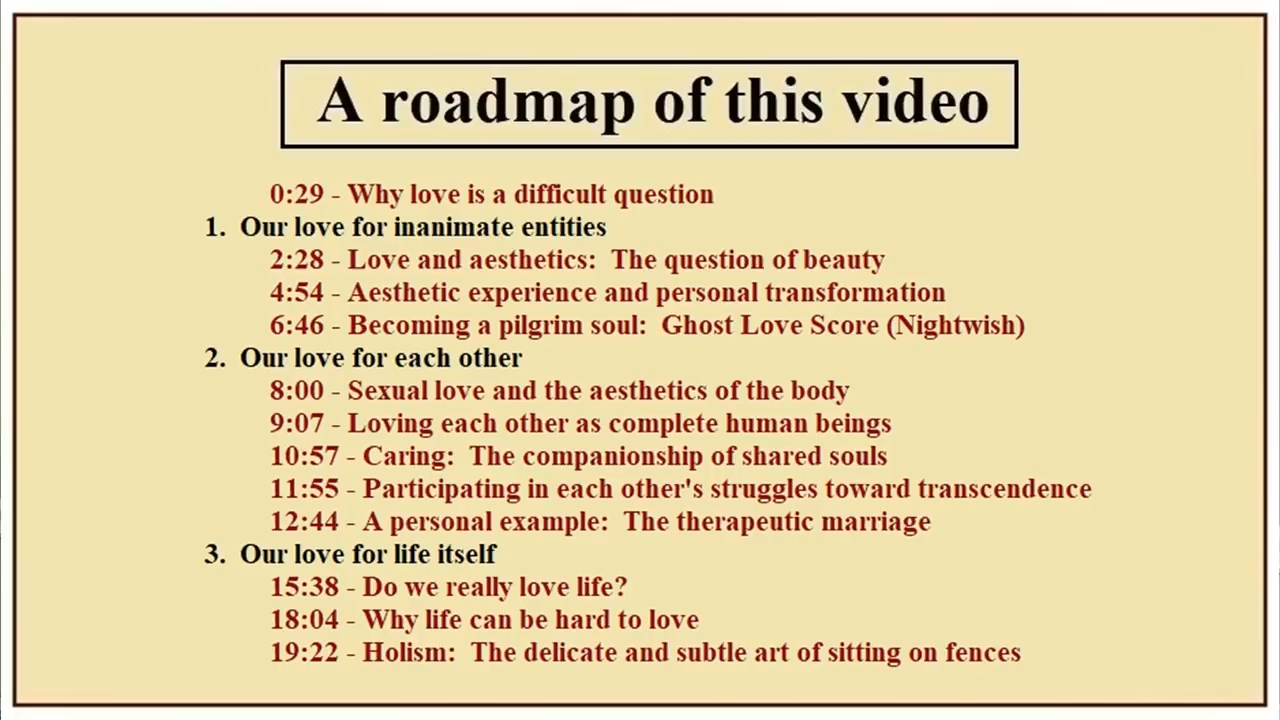 A roadmap of this video
0:29 - Why love is a difficult question
1. Our love for inanimate entities
2:28 - Love and aesthetics: The question of beauty
4:54 - Aesthetic experience and personal transformation
6:46 - Becoming a pilgrim soul: Ghost Love Score (Nightwish)
2. Our love for each other
8:00 - Sexual love and the aesthetics of the body
9:07 - Loving each other as complete human beings
10:57 - Caring: The companionship of shared souls
11:55 - Participating in each other's struggles toward transcendence
12:44 - A personal example: The therapeutic marriage
3. Our love for life itself
15:38 - Do we really love life?
18:04 - Why life can be hard to love
19:22 - Holism: The delicate and subtle art of sitting on fences